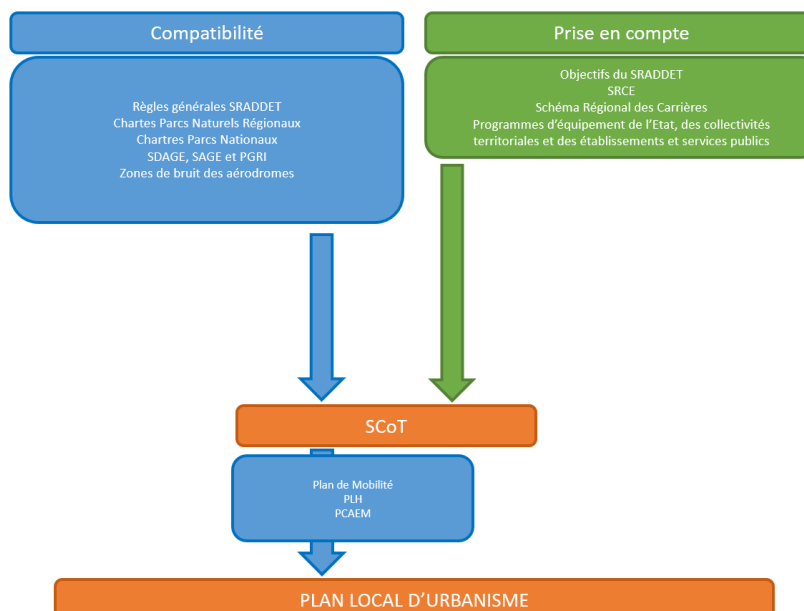 Compatibilité
Prise en compte
Règles générales SRADDET
Chartes Parcs Naturels Régionaux
Chartres Parcs Nationaux
SDAGE, SAGE et PGRI
Zones de bruit des aérodromes
Objectifs du SRADDET
SRCE
Schéma Régional des Carrières
Programmes d'équipement de l'Etat, des collectivités
territoriales et des établissements et services publics
SCoT
Plan de Mobilité
PLH
PCAEM
PLAN LOCAL D'URBANISME